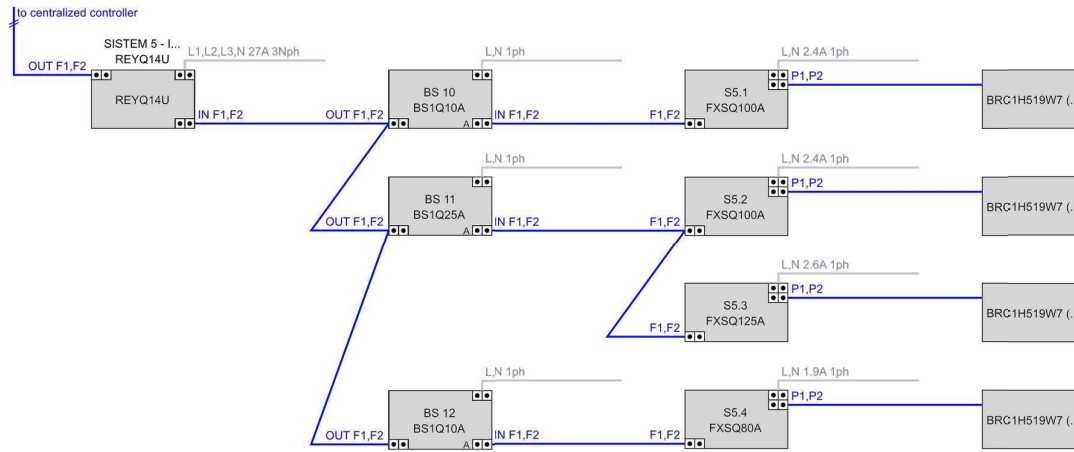 to centralized controller
SISTEM 5 - I...
REYQ14U
L1,L2,L3,N 27A 3Nph
OUT F1,F2
REYQ14U
IN F1,F2
L,N 1ph
OUT F1,F2
BS 10
BS1Q10A
A
IN F1,F2
L,N 2.4A 1ph
F1,F2
S5.1
FXSQ100A
P1,P2
BRC1H519W7 (...
L,N 1ph
OUT F1,F2
BS 11
BS1Q25A
A
IN F1,F2
L,N 2.4A 1ph
F1,F2
S5.2
FXSQ100A
P1,P2
BRC1H519W7 (...
L,N 2.6A 1ph
F1,F2
S5.3
FXSQ125A
P1,P2
BRC1H519W7 (...
L,N 1ph
OUT F1,F2
BS 12
BS1Q10A
A
IN F1,F2
L,N 1.9A 1ph
F1,F2
S5.4
FXSQ80A
P1,P2
BRC1H519W7 (...